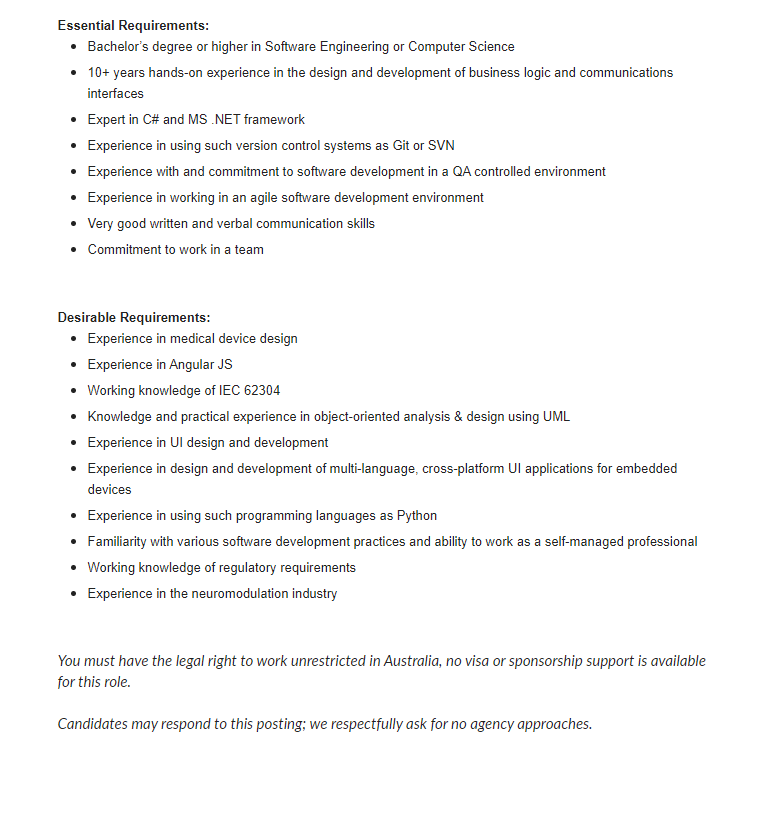 Essential Requirements:
• Bachelor's degree or higher in Software Engineering or Computer Science
• 10+ years hands-on experience in the design and development of business logic and communications
interfaces
• Expert in C# and MS .NET framework
• Experience in using such version control systems as Git or SVN
• Experience with and commitment to software development in a QA controlled environment
• Experience in working in an agile software development environment
• Very good written and verbal communication skills
• Commitment to work in a team
Desirable Requirements:
• Experience in medical device design
• Experience in Angular JS
• Working knowledge of IEC 62304
• Knowledge and practical experience in object-oriented analysis & design using UML
• Experience in UI design and development
• Experience in design and development of multi-language, cross-platform UI applications for embedded
devices
• Experience in using such programming languages as Python
• Familiarity with various software development practices and ability to work as a self-managed professional
• Working knowledge of regulatory requirements
• Experience in the neuromodulation industry
You must have the legal right to work unrestricted in Australia, no visa or sponsorship support is available
for this role.
Candidates may respond to this posting; we respectfully ask for no agency approaches.